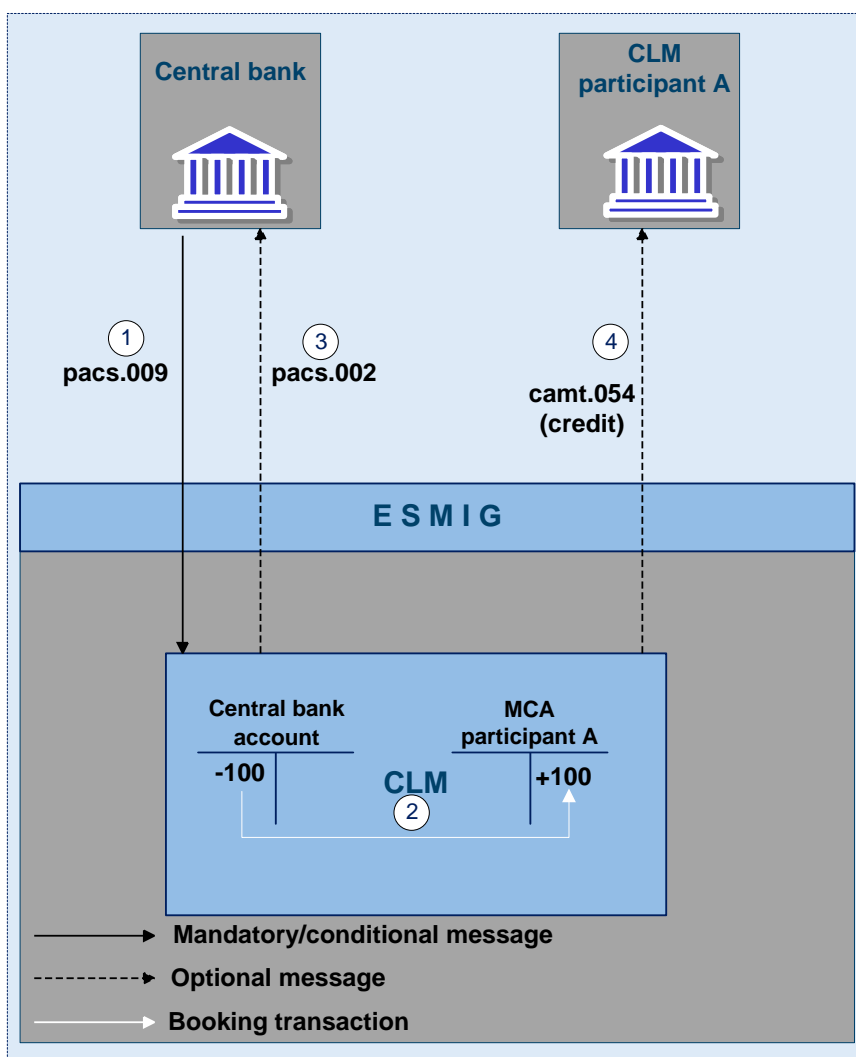 Central bank
CLM
participant A
1
pacs.009
3
pacs.002
4
camt.054
(credit)
E S M I G
Central bank
account
MCA
participant A
-100
CLM
+100
2
Mandatory/conditional message
Optional message
Booking transaction